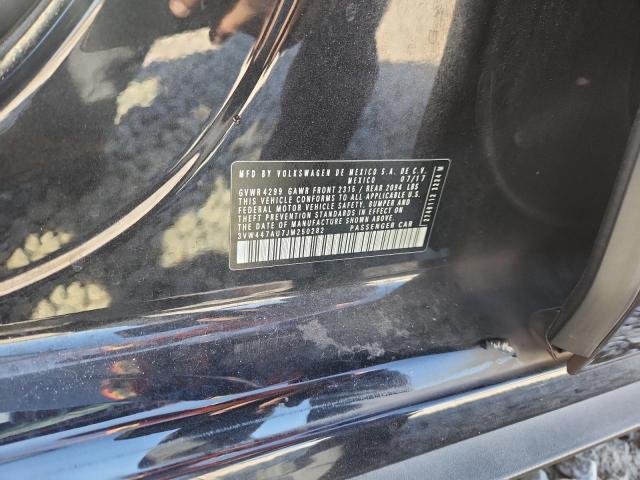 MFD BY VOLKSWAGEN DE MEXICO S.A. DE C.V.
MEXICO 07/17
GVWR 4299 GAWR FRONT 2315 / REAR 2094 LBS
THIS VEHICLE CONFORMS TO ALL APPLICABLE U.S.
FEDERAL MOTOR VEHICLE SAFETY, BUMPER AND
THEFT PREVENTION STANDARDS IN EFFECT ON
THE DATE OF MANUFACTURE SHOWN ABOVE
3VW447AU7JM250282 PASSENGER CAR